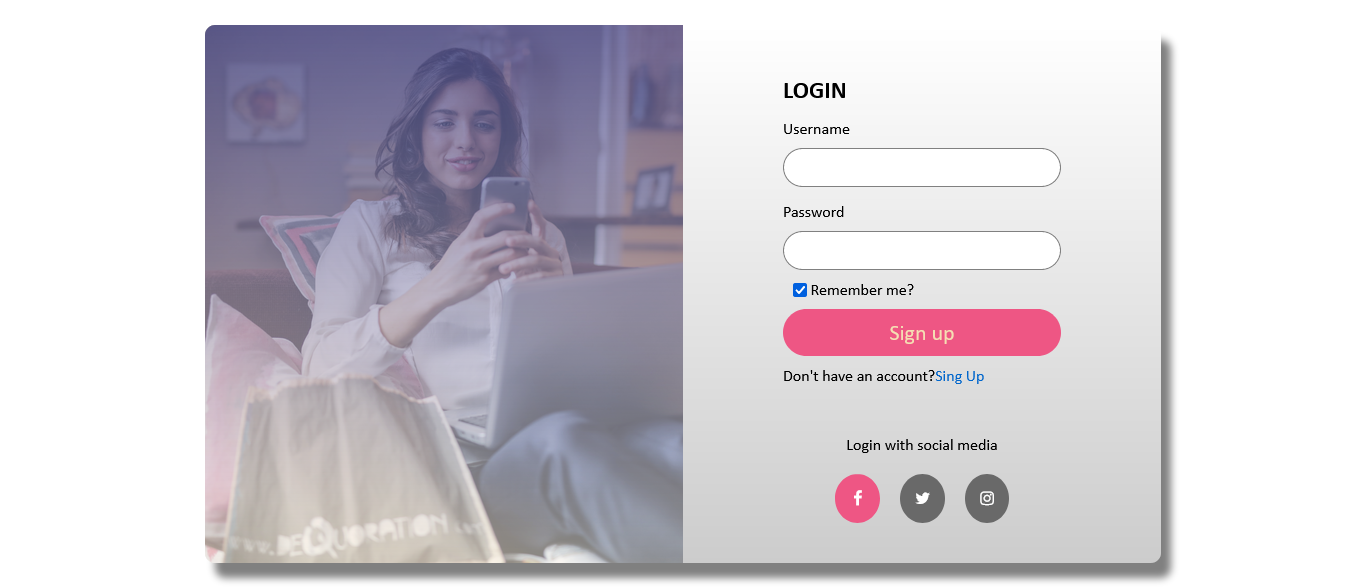 LOGIN
Username
Password
Remember me?
Sign up
Don't have an account?Sing Up
Login with social media
www.DEQUORATION.com